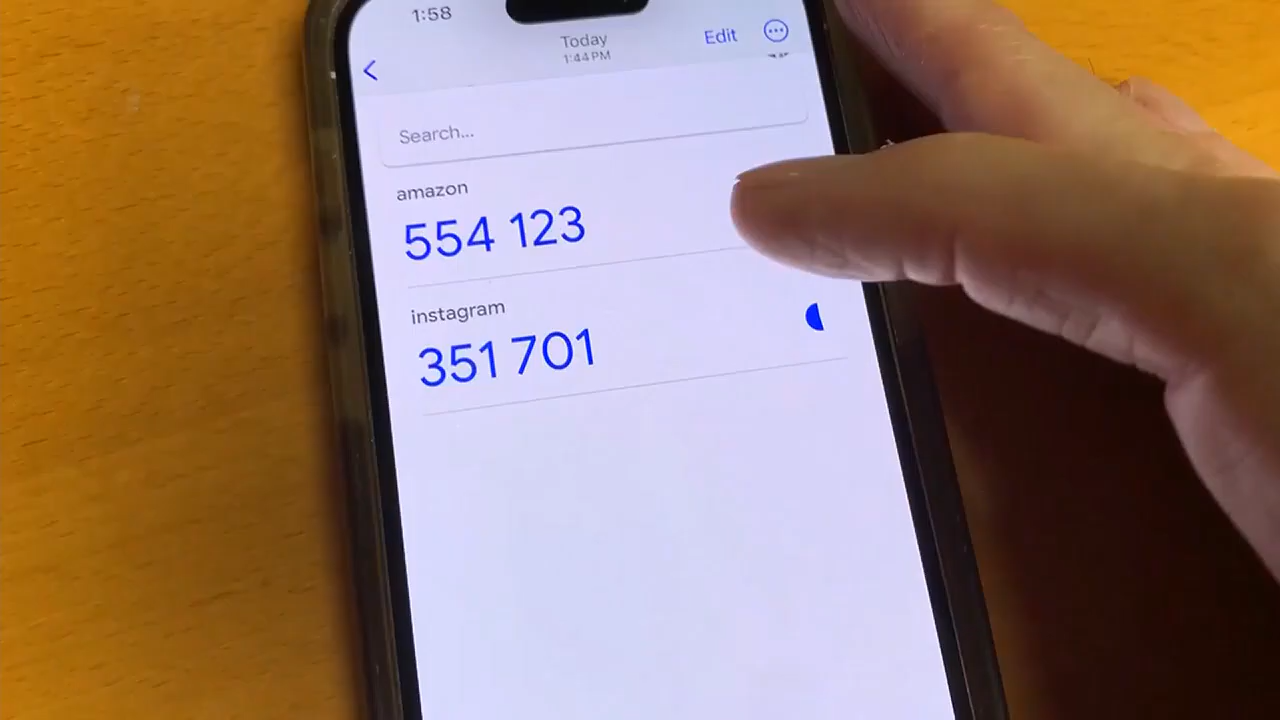 1:58
Today
1:44 PM
Edit
Search...
amazon
554 123
instagram
351 701